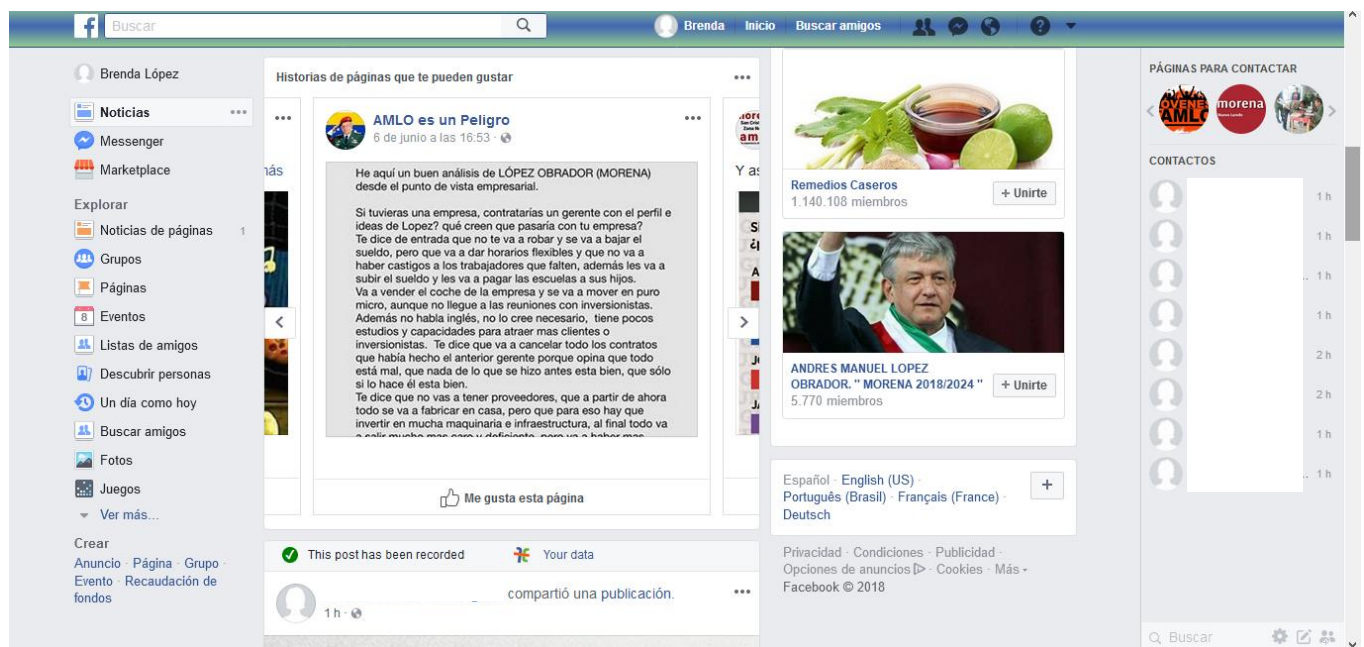 Buscar
Brenda Inicio Buscar amigos
Brenda López
Noticias
Messenger
Marketplace
Explorar
Noticias de páginas 1
Grupos
Páginas
8 Eventos
Listas de amigos
Descubrir personas
Un día como hoy
Buscar amigos
Fotos
Juegos
Ver más...
Crear
Anuncio · Página · Grupo ·
Evento · Recaudación de
fondos
Historias de páginas que te pueden gustar
AMLO es un Peligro
6 de junio a las 16:53 ·
He aquí un buen análisis de LÓPEZ OBRADOR (MORENA)
desde el punto de vista empresarial.
Si tuvieras una empresa, contratarías un gerente con el perfil e
ideas de Lopez? qué creen que pasaría con tu empresa?
Te dice de entrada que no te va a robar y se va a bajar el
sueldo, pero que va a dar horarios flexibles y que no va a
haber castigos a los trabajadores que falten, además les va a
subir el sueldo y les va a pagar las escuelas a sus hijos.
Va a vender el coche de la empresa y se va a mover en puro
micro, aunque no llegue a las reuniones con inversionistas.
Además no habla inglés, no lo cree necesario, tiene pocos
estudios y capacidades para atraer mas clientes o
inversionistas. Te dice que va a cancelar todo los contratos
que había hecho el anterior gerente porque opina que todo
está mal, que nada de lo que se hizo antes esta bien, que sólo
si lo hace él esta bien.
Te dice que no vas a tener proveedores, que a partir de ahora
todo se va a fabricar en casa, pero que para eso hay que
invertir en mucha maquinaria e infraestructura, al final todo va
a salir mucho mas caro y deficiente, pero va a haber mas
Me gusta esta página
más
Y as
This post has been recorded Your data
compartió una publicación.
1 h ·
Remedios Caseros
1.140.108 miembros
+ Unirte
ANDRES MANUEL LOPEZ
OBRADOR. " MORENA 2018/2024 "
5.770 miembros
+ Unirte
Español · English (US) ·
Português (Brasil) · Français (France) ·
Deutsch
+
Privacidad · Condiciones · Publicidad ·
Opciones de anuncios · Cookies · Más
Facebook © 2018
PÁGINAS PARA CONTACTAR
AMLO
morena
CONTACTOS
1 h
1 h
.. 1 h
1 h
2 h
2 h
1 h
.. 1 h
Buscar